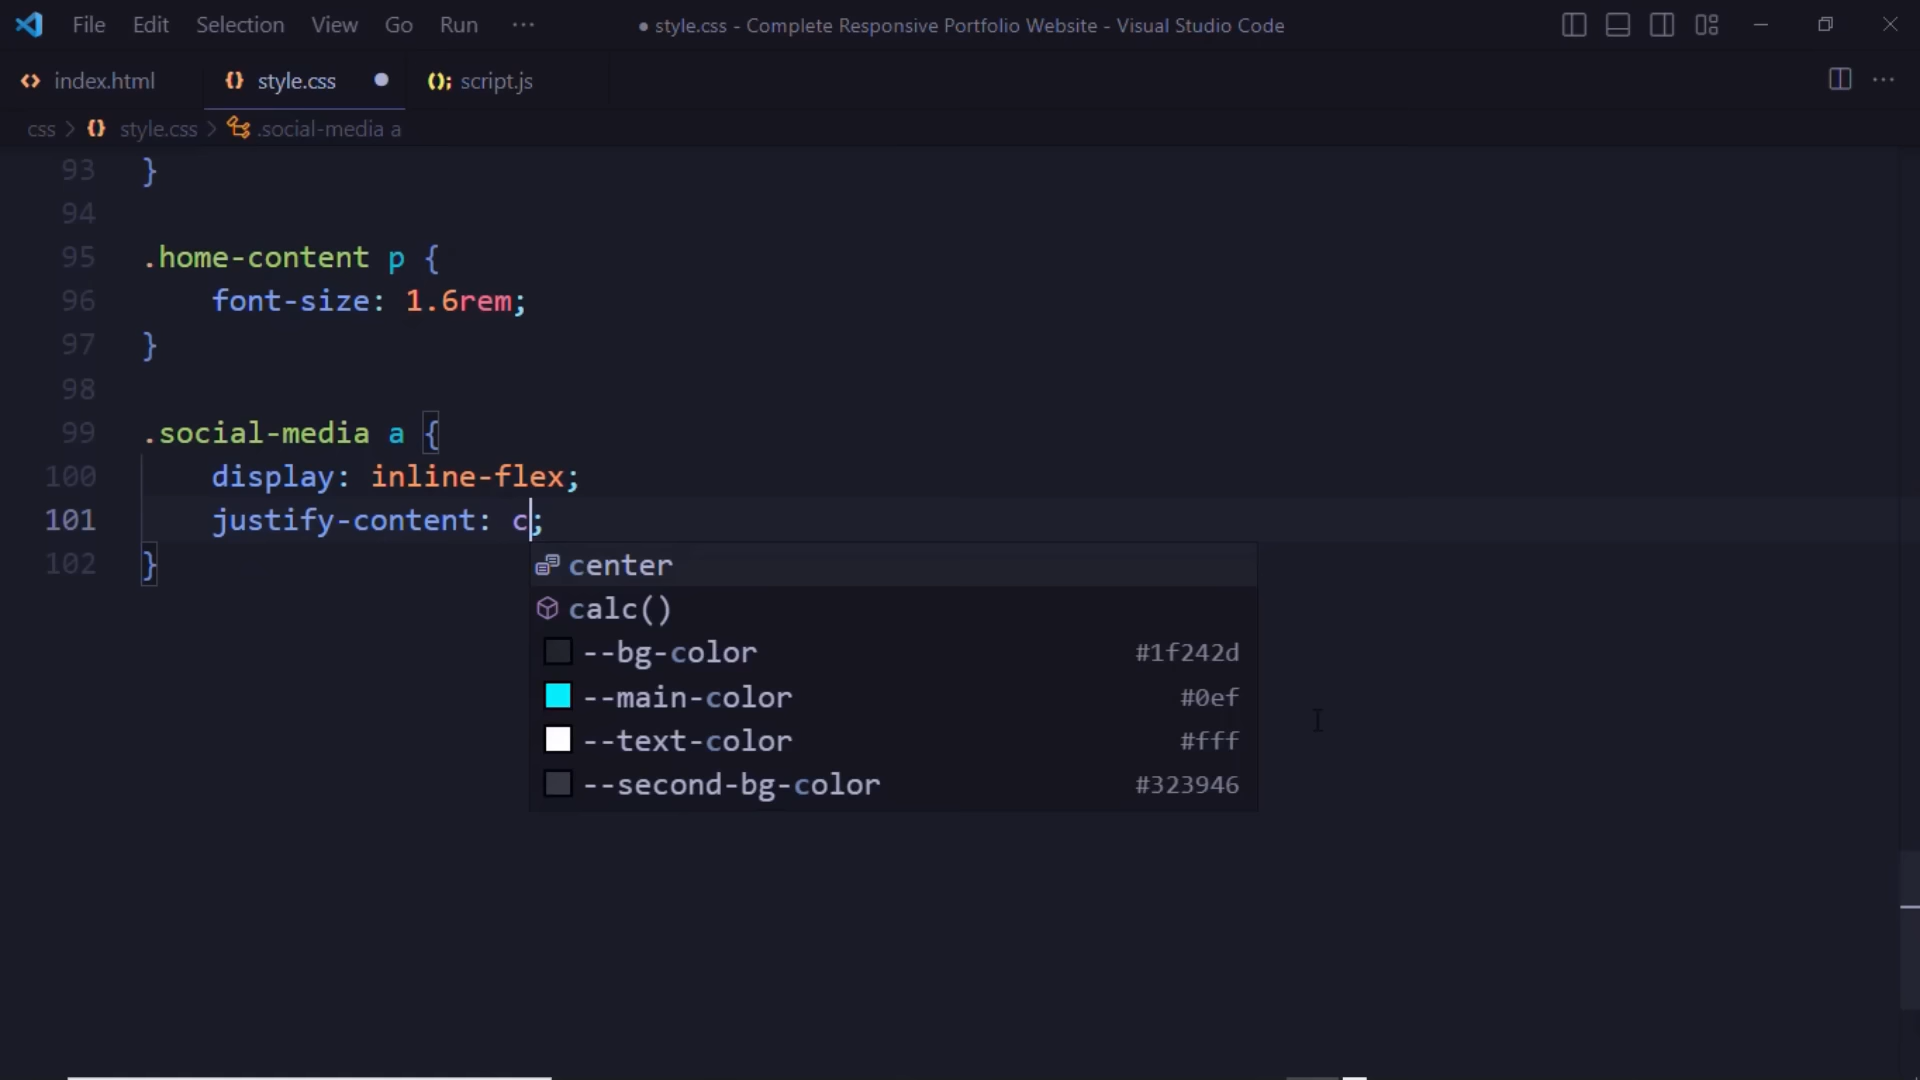 File Edit Selection View Go Run ···
● style.css - Complete Responsive Portfolio Website - Visual Studio Code
index.html
style.css ●
script.js
css > style.css > .social-media a
93 }
94
95 .home-content p {
96 font-size: 1.6rem;
97 }
98
99 .social-media a {
100 display: inline-flex;
101 justify-content: c;
102 }
center
calc()
--bg-color #1f242d
--main-color #0ef
--text-color #fff
--second-bg-color #323946